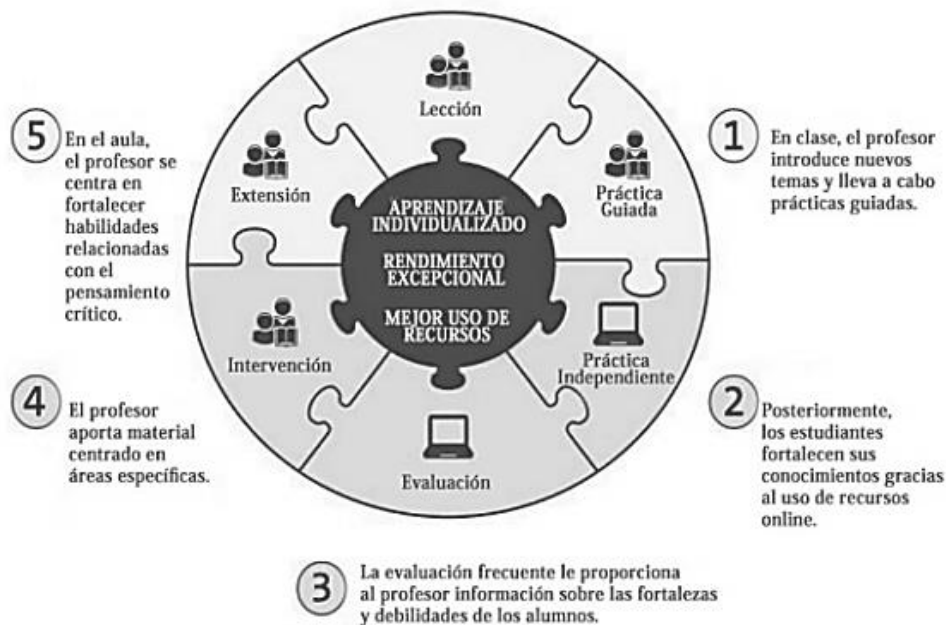 Lección
Práctica
Guiada
Práctica
Independiente
Evaluación
Intervención
Extensión
APRENDIZAJE
INDIVIDUALIZADO
RENDIMIENTO
EXCEPCIONAL
MEJOR USO DE
RECURSOS
1
En clase, el profesor
introduce nuevos
temas y lleva a cabo
prácticas guiadas.
2
Posteriormente,
los estudiantes
fortalecen sus
conocimientos gracias
al uso de recursos
online.
3
La evaluación frecuente le proporciona
al profesor información sobre las fortalezas
y debilidades de los alumnos.
4
El profesor
aporta material
centrado en
áreas específicas.
5
En el aula,
el profesor se
centra en
fortalecer
habilidades
relacionadas
con el
pensamiento
crítico.